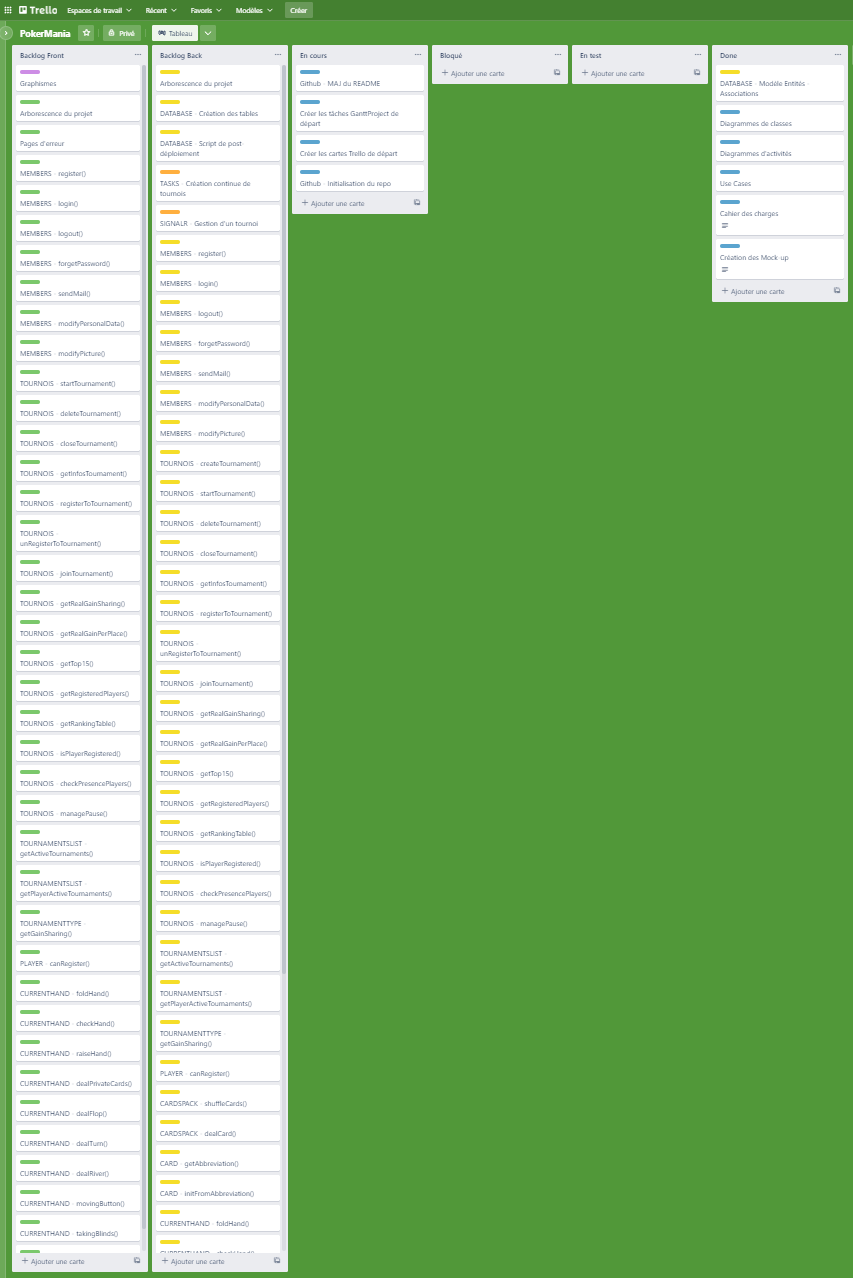 Trello
Espaces de travail
Récent
Favoris
Modèles
Créer
PokerMania
Privé
Tableau
Backlog Front
Graphismes
Arborescence du projet
Pages d'erreur
MEMBERS - register()
MEMBERS - login()
MEMBERS - logout()
MEMBERS - forgetPassword()
MEMBERS - sendMail()
MEMBERS - modifyPersonalData()
MEMBERS - modifyPicture()
TOURNOIS - startTournament()
TOURNOIS - deleteTournament()
TOURNOIS - closeTournament()
TOURNOIS - getInfosTournament()
TOURNOIS - registerToTournament()
TOURNOIS -
unRegisterToTournament()
TOURNOIS - joinTournament()
TOURNOIS - getRealGainSharing()
TOURNOIS - getRealGainPerPlace()
TOURNOIS - getTop15()
TOURNOIS - getRegisteredPlayers()
TOURNOIS - getRankingTable()
TOURNOIS - isPlayerRegistered()
TOURNOIS - checkPresencePlayers()
TOURNOIS - managePause()
TOURNAMENTSLIST -
getActiveTournaments()
TOURNAMENTSLIST -
getPlayerActiveTournaments()
TOURNAMENTTYPE -
getGainSharing()
PLAYER - canRegister()
CURRENTHAND - foldHand()
CURRENTHAND - checkHand()
CURRENTHAND - raiseHand()
CURRENTHAND - dealPrivateCards()
CURRENTHAND - dealFlop()
CURRENTHAND - dealTurn()
CURRENTHAND - dealRiver()
CURRENTHAND - movingButton()
CURRENTHAND - takingBlinds()
+ Ajouter une carte
Backlog Back
Arborescence du projet
DATABASE - Création des tables
DATABASE - Script de post
déploiement
TASKS - Création continue de
tournois
SIGNALR - Gestion d'un tournoi
MEMBERS - register()
MEMBERS - login()
MEMBERS - logout()
MEMBERS - forgetPassword()
MEMBERS - sendMail()
MEMBERS - modifyPersonalData()
MEMBERS - modifyPicture()
TOURNOIS - createTournament()
TOURNOIS - startTournament()
TOURNOIS - deleteTournament()
TOURNOIS - closeTournament()
TOURNOIS - getInfosTournament()
TOURNOIS - registerToTournament()
TOURNOIS -
unRegisterToTournament()
TOURNOIS - joinTournament()
TOURNOIS - getRealGainSharing()
TOURNOIS - getRealGainPerPlace()
TOURNOIS - getTop15()
TOURNOIS - getRegisteredPlayers()
TOURNOIS - getRankingTable()
TOURNOIS - isPlayerRegistered()
TOURNOIS - checkPresencePlayers()
TOURNOIS - managePause()
TOURNAMENTSLIST -
getActiveTournaments()
TOURNAMENTSLIST -
getPlayerActiveTournaments()
TOURNAMENTTYPE -
getGainSharing()
PLAYER - canRegister()
CARDSPACK - shuffleCards()
CARDSPACK - dealCard()
CARD - getAbbreviation()
CARD - initFromAbbreviation()
CURRENTHAND - foldHand()
+ Ajouter une carte
En cours
Github - MAJ du README
Créer les tâches GanttProject de
départ
Créer les cartes Trello de départ
Github - Initialisation du repo
+ Ajouter une carte
Bloqué
+ Ajouter une carte
En test
+ Ajouter une carte
Done
DATABASE - Modèle Entités -
Associations
Diagrammes de classes
Diagrammes d'activités
Use Cases
Cahier des charges
Création des Mock-up
+ Ajouter une carte